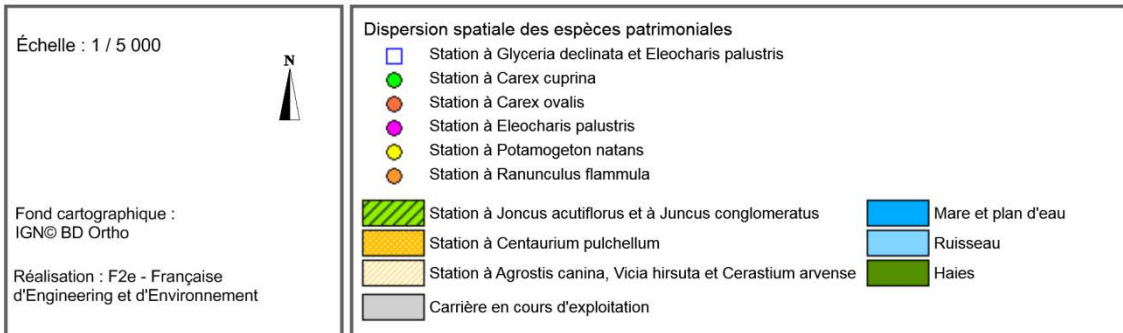 Échelle : 1 / 5 000
N
Fond cartographique :
IGN© BD Ortho
Réalisation : F2e - Française
d'Engineering et d'Environnement
Dispersion spatiale des espèces patrimoniales
Station à Glyceria declinata et Eleocharis palustris
Station à Carex cuprina
Station à Carex ovalis
Station à Eleocharis palustris
Station à Potamogeton natans
Station à Ranunculus flammula
Station à Joncus acutiflorus et à Juncus conglomeratus
Station à Centaurium pulchellum
Station à Agrostis canina, Vicia hirsuta et Cerastium arvense
Carrière en cours d'exploitation
Mare et plan d'eau
Ruisseau
Haies